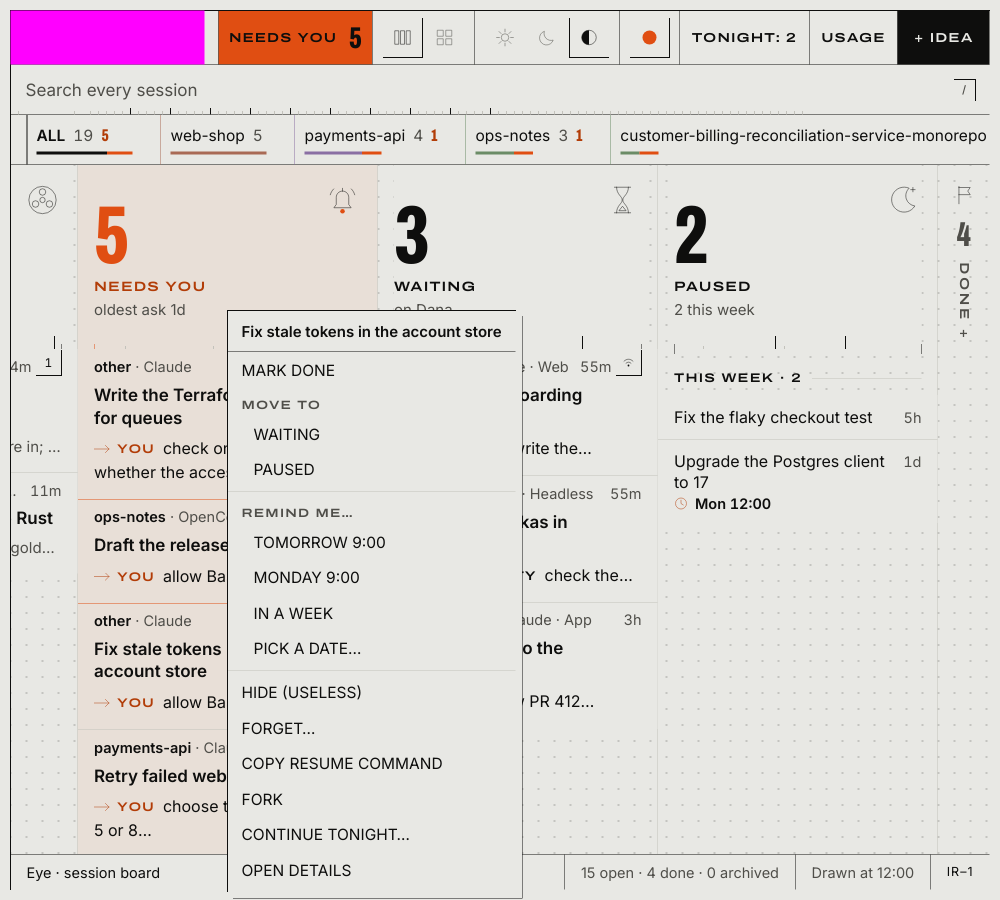 NEEDS YOU 5
TONIGHT: 2
USAGE
+ IDEA
Search every session
/
ALL 19 5
web-shop 5
payments-api 4 1
ops-notes 3 1
customer-billing-reconciliation-service-monorepo
4m 1
re in; ...
. 11m
Rust
gold...
5
NEEDS YOU
oldest ask 1d
other · Claude
Write the Terrafo
for queues
→ YOU check or
whether the acce
ops-notes · OpenC
Draft the release
→ YOU allow Ba
other · Claude
Fix stale tokens
account store
→ YOU allow Ba
payments-api · Cla
Retry failed web
→ YOU choose t
5 or 8...
Fix stale tokens in the account store
MARK DONE
MOVE TO
WAITING
PAUSED
REMIND ME...
TOMORROW 9:00
MONDAY 9:00
IN A WEEK
PICK A DATE...
HIDE (USELESS)
FORGET...
COPY RESUME COMMAND
FORK
CONTINUE TONIGHT...
OPEN DETAILS
3
WAITING
on Dana
· Web 55m
oarding
write the...
· Headless 55m
kas in
TY check the...
aude · App 3h
o the
PR 412...
2
PAUSED
2 this week
THIS WEEK · 2
Fix the flaky checkout test 5h
Upgrade the Postgres client 1d
to 17
Mon 12:00
4 DONE +
Eye · session board
15 open · 4 done · 0 archived
Drawn at 12:00
IR–1